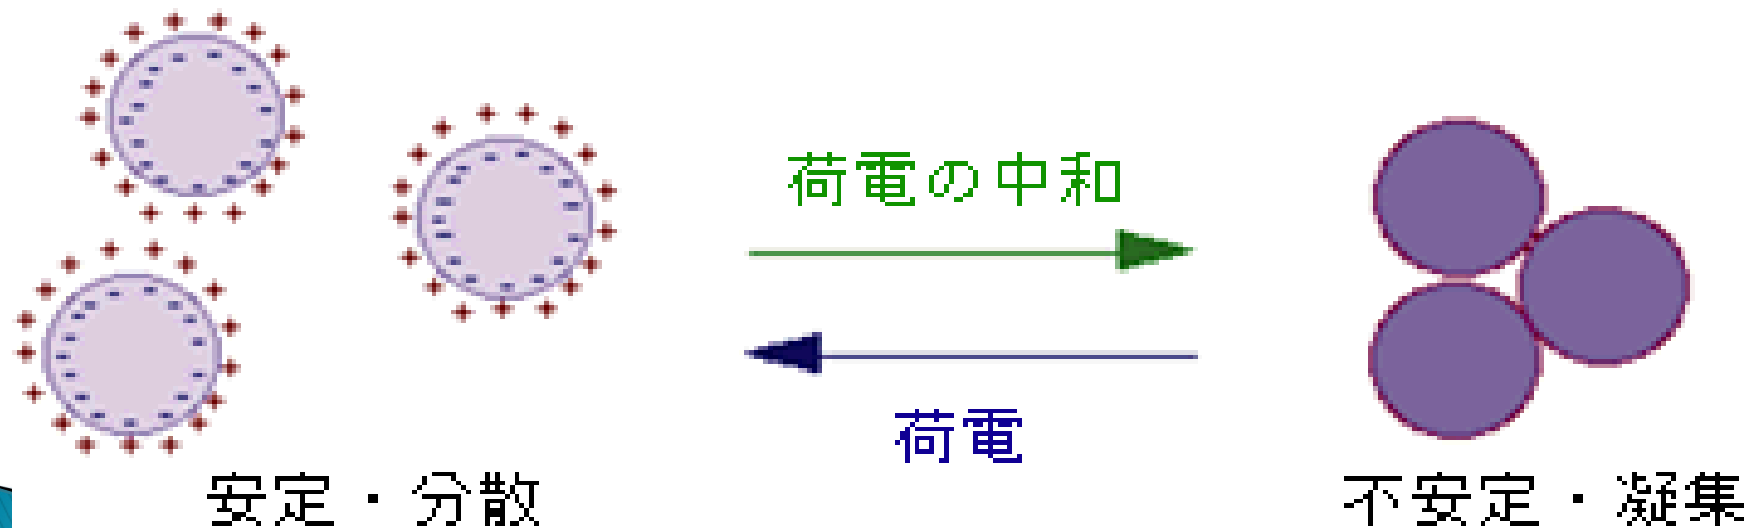 荷電の中和
荷電
安定・分散
不安定・凝集